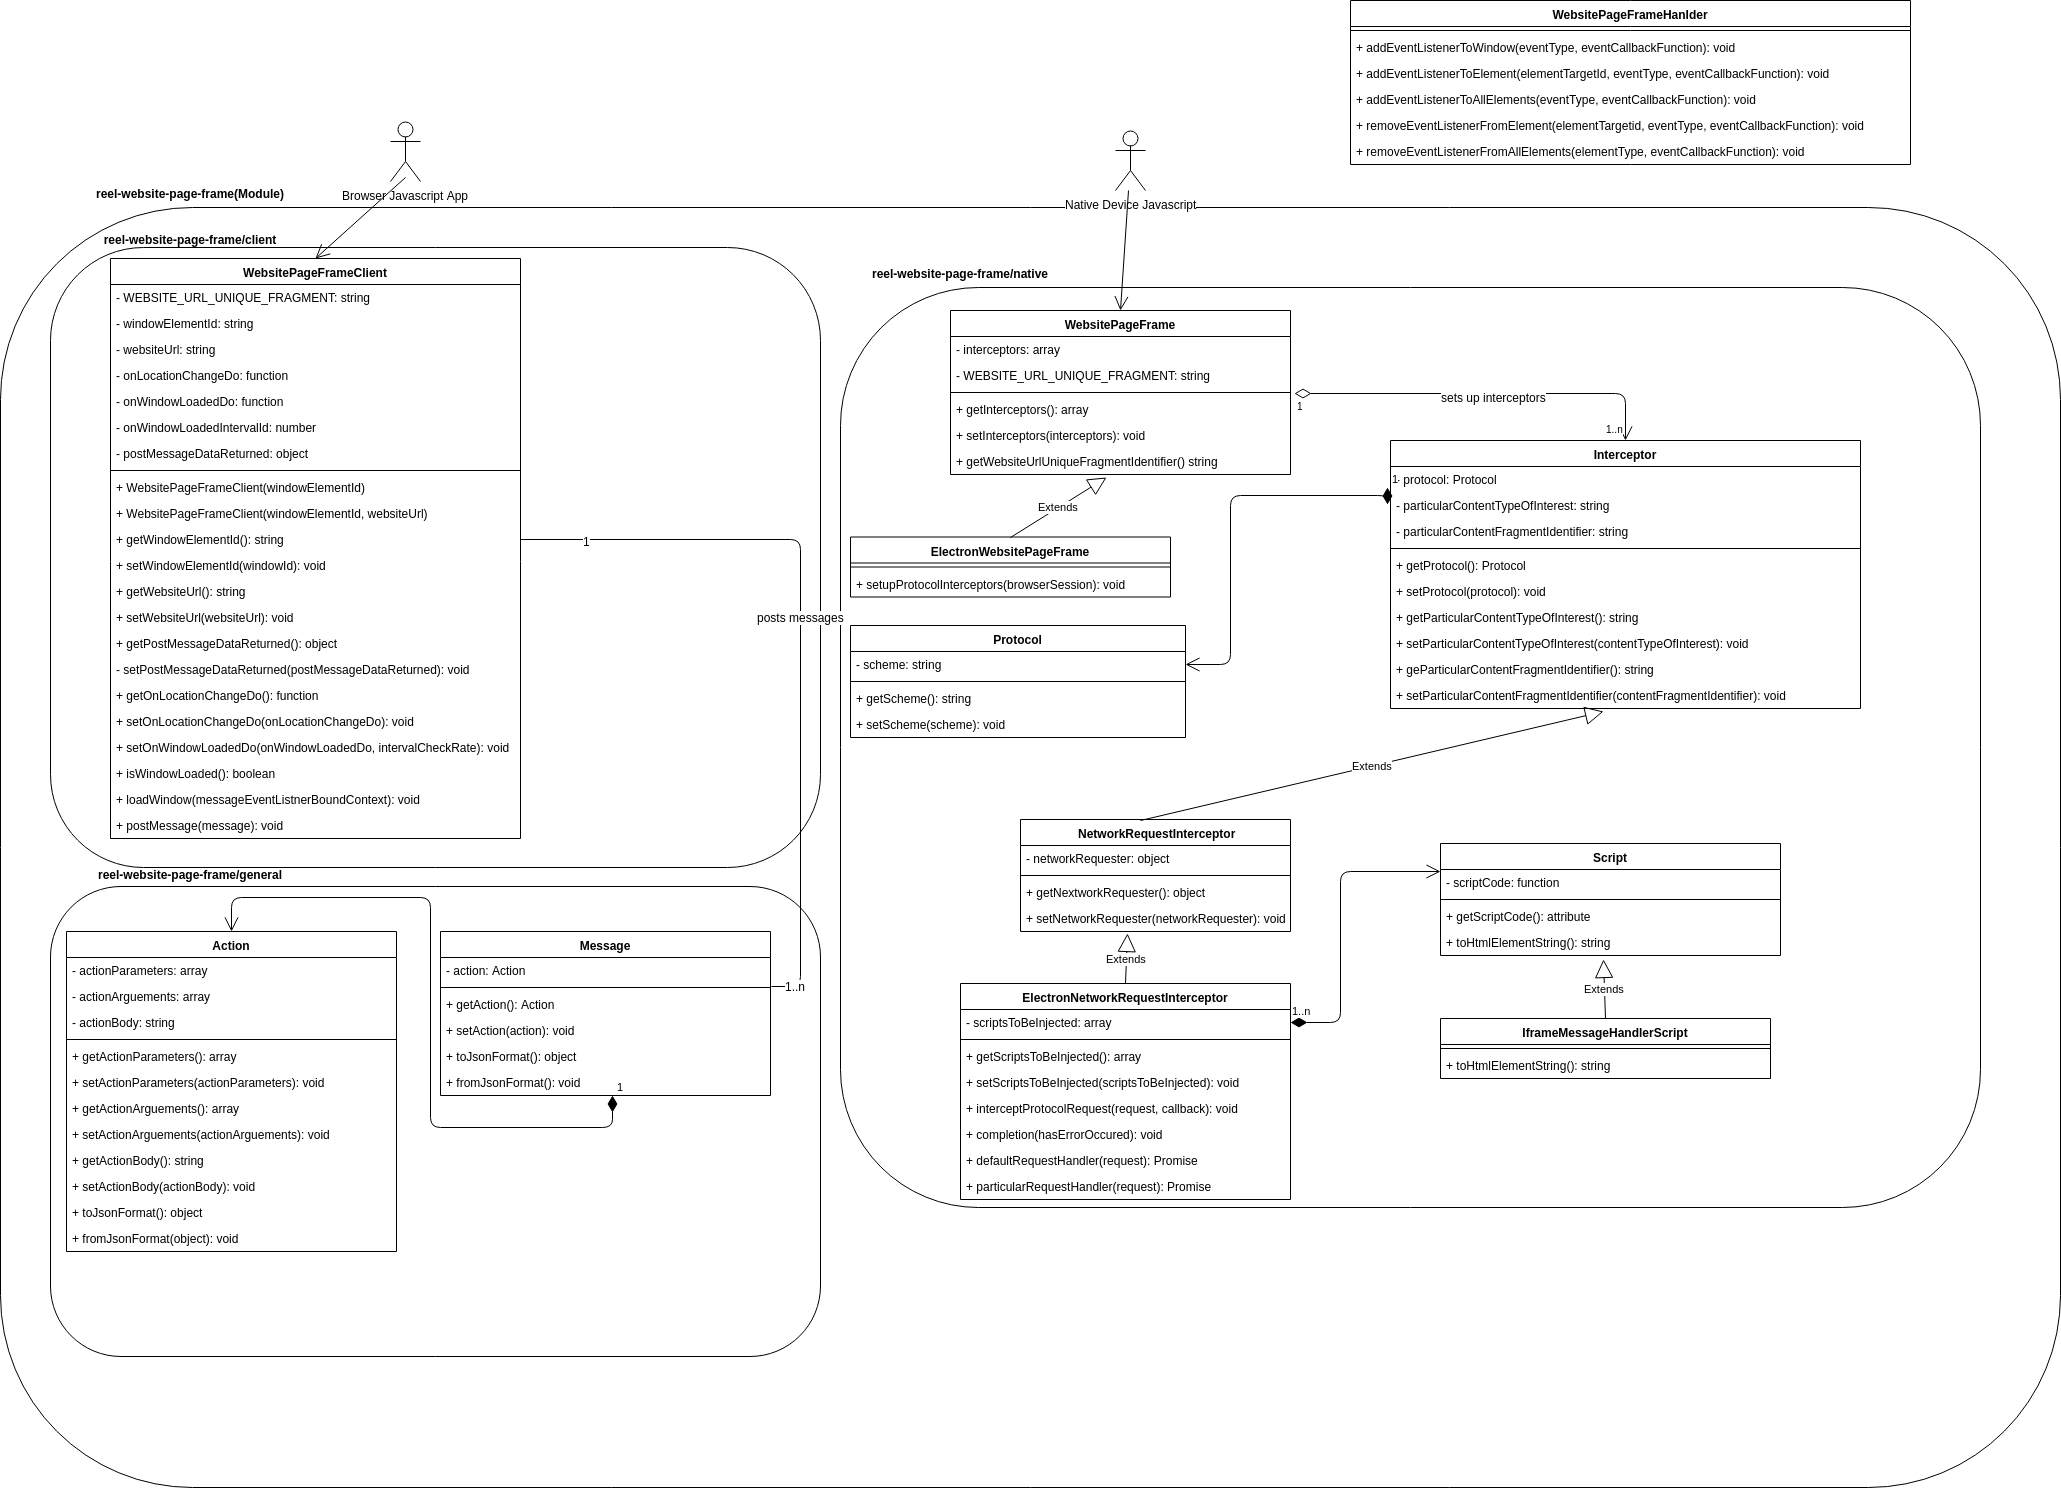 WebsitePageFrameHanlder
+ addEventListenerToWindow(eventType, eventCallbackFunction): void
+ addEventListenerToElement(elementTargetId, eventType, eventCallbackFunction): void
+ addEventListenerToAllElements(eventType, eventCallbackFunction): void
+ removeEventListenerFromElement(elementTargetid, eventType, eventCallbackFunction): void
+ removeEventListenerFromAllElements(elementType, eventCallbackFunction): void
Browser Javascript App
Native Device Javascript
reel-website-page-frame(Module)
reel-website-page-frame/client
WebsitePageFrameClient
- WEBSITE_URL_UNIQUE_FRAGMENT: string
- windowElementId: string
- websiteUrl: string
- onLocationChangeDo: function
- onWindowLoadedDo: function
- onWindowLoadedIntervalId: number
- postMessageDataReturned: object
+ WebsitePageFrameClient(windowElementId)
+ WebsitePageFrameClient(windowElementId, websiteUrl)
+ getWindowElementId(): string
+ setWindowElementId(windowId): void
+ getWebsiteUrl(): string
+ setWebsiteUrl(websiteUrl): void
+ getPostMessageDataReturned(): object
- setPostMessageDataReturned(postMessageDataReturned): void
+ getOnLocationChangeDo(): function
+ setOnLocationChangeDo(onLocationChangeDo): void
+ setOnWindowLoadedDo(onWindowLoadedDo, intervalCheckRate): void
+ isWindowLoaded(): boolean
+ loadWindow(messageEventListnerBoundContext): void
+ postMessage(message): void
1
posts messages
1..n
reel-website-page-frame/general
Action
- actionParameters: array
- actionArguements: array
- actionBody: string
+ getActionParameters(): array
+ setActionParameters(actionParameters): void
+ getActionArguements(): array
+ setActionArguements(actionArguements): void
+ getActionBody(): string
+ setActionBody(actionBody): void
+ toJsonFormat(): object
+ fromJsonFormat(object): void
Message
- action: Action
+ getAction(): Action
+ setAction(action): void
+ toJsonFormat(): object
+ fromJsonFormat(): void
1
reel-website-page-frame/native
WebsitePageFrame
- interceptors: array
- WEBSITE_URL_UNIQUE_FRAGMENT: string
+ getInterceptors(): array
+ setInterceptors(interceptors): void
+ getWebsiteUrlUniqueFragmentIdentifier() string
1
sets up interceptors
1..n
Extends
ElectronWebsitePageFrame
+ setupProtocolInterceptors(browserSession): void
Protocol
- scheme: string
+ getScheme(): string
+ setScheme(scheme): void
Interceptor
1
- protocol: Protocol
- particularContentTypeOfInterest: string
- particularContentFragmentIdentifier: string
+ getProtocol(): Protocol
+ setProtocol(protocol): void
+ getParticularContentTypeOfInterest(): string
+ setParticularContentTypeOfInterest(contentTypeOfInterest): void
+ geParticularContentFragmentIdentifier(): string
+ setParticularContentFragmentIdentifier(contentFragmentIdentifier): void
Extends
NetworkRequestInterceptor
- networkRequester: object
+ getNextworkRequester(): object
+ setNetworkRequester(networkRequester): void
Extends
ElectronNetworkRequestInterceptor
- scriptsToBeInjected: array
+ getScriptsToBeInjected(): array
+ setScriptsToBeInjected(scriptsToBeInjected): void
+ interceptProtocolRequest(request, callback): void
+ completion(hasErrorOccured): void
+ defaultRequestHandler(request): Promise
+ particularRequestHandler(request): Promise
1..n
Script
- scriptCode: function
+ getScriptCode(): attribute
+ toHtmlElementString(): string
Extends
IframeMessageHandlerScript
+ toHtmlElementString(): string